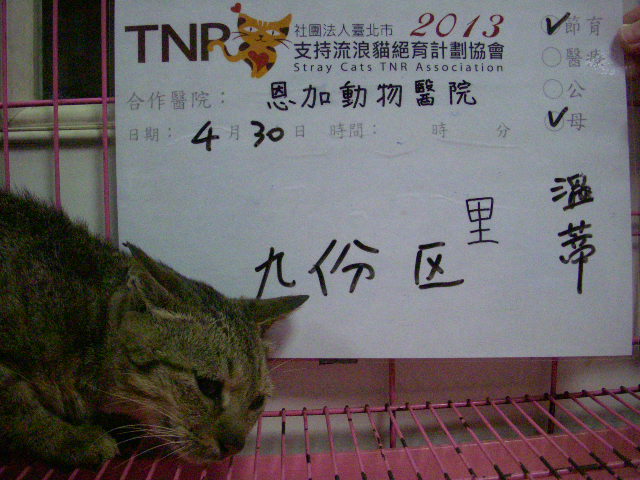 TNR
社團法人臺北市 2013
支持流浪貓絕育計劃協會
Stray Cats TNR Association
✓節育
醫療
公
✓母
合作醫院： 恩加動物醫院
日期： 4月30日 時間： 時 分
九份区里
溫蒂